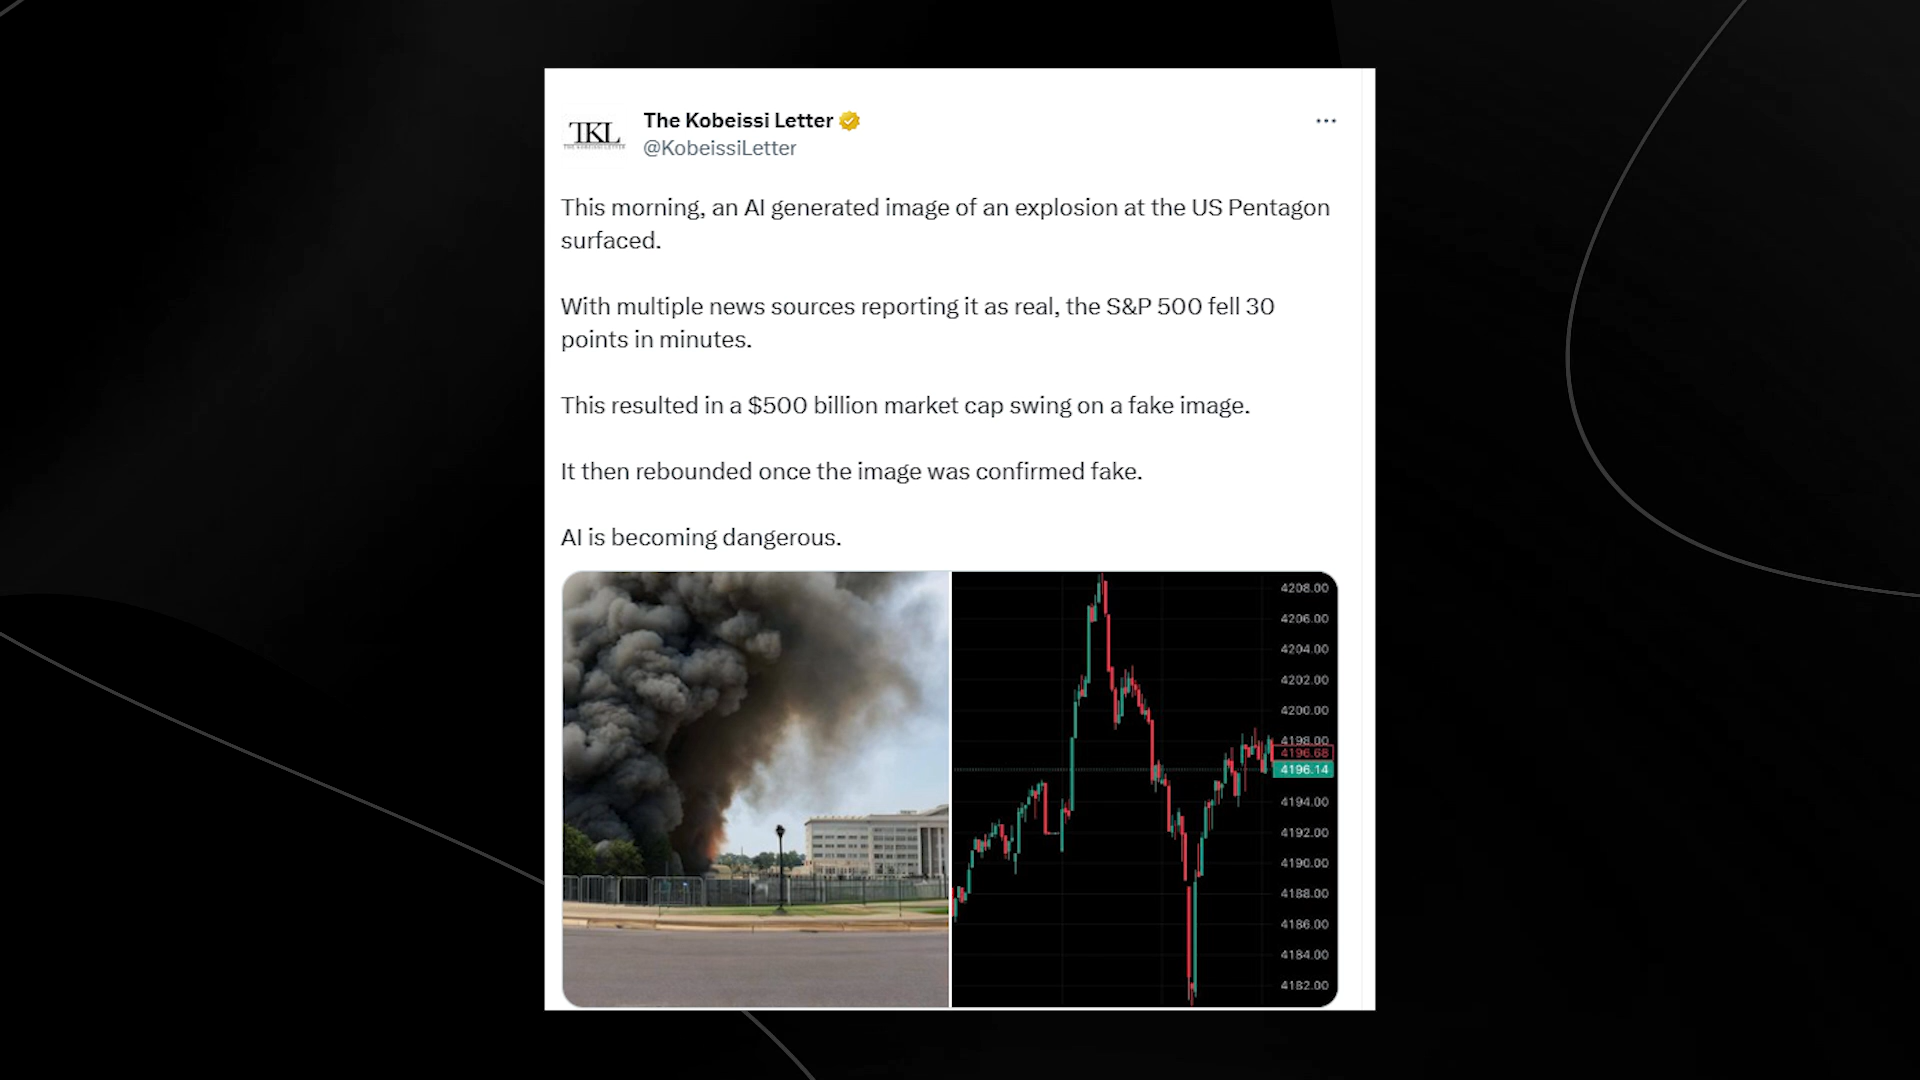 TKL
THE KOBEISSI LETTER
The Kobeissi Letter
@KobeissiLetter
This morning, an AI generated image of an explosion at the US Pentagon
surfaced.
With multiple news sources reporting it as real, the S&P 500 fell 30
points in minutes.
This resulted in a $500 billion market cap swing on a fake image.
It then rebounded once the image was confirmed fake.
AI is becoming dangerous.
4208.00
4206.00
4204.00
4202.00
4200.00
4198.00
4196.68
4196.14
4194.00
4192.00
4190.00
4188.00
4186.00
4184.00
4182.00